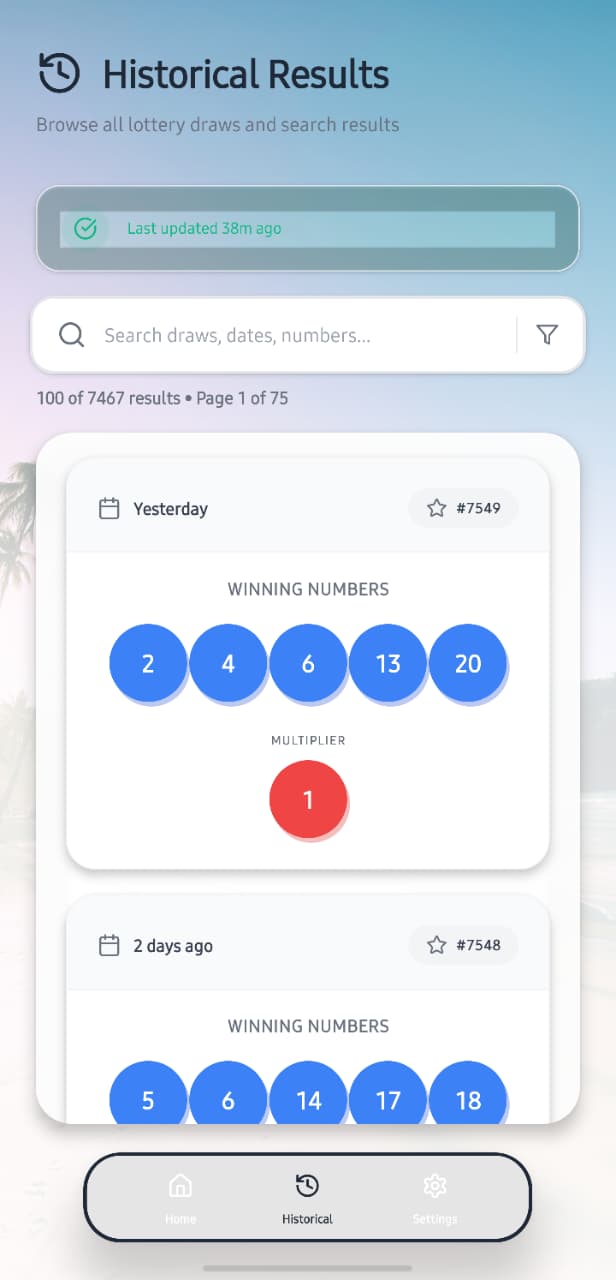 Historical Results
Browse all lottery draws and search results
Last updated 38m ago
Search draws, dates, numbers...
100 of 7467 results • Page 1 of 75
Yesterday #7549
WINNING NUMBERS
2 4 6 13 20
MULTIPLIER
1
2 days ago #7548
WINNING NUMBERS
5 6 14 17 18
Home Historical Settings